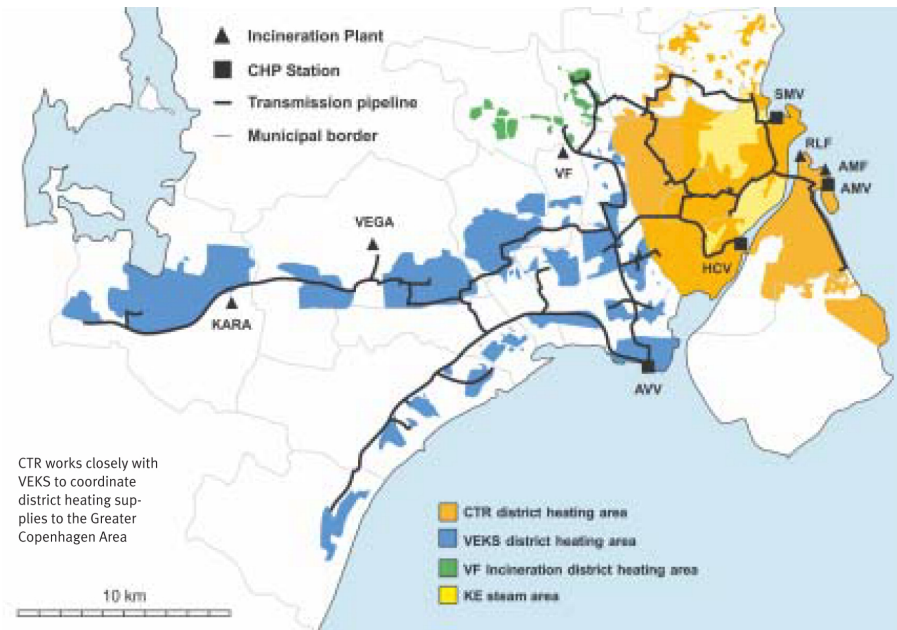 Incineration Plant
CHP Station
Transmission pipeline
Municipal border
SMV
RLF
AMF
AMV
VF
VEGA
HCV
KARA
AVV
CTR works closely with
VEKS to coordinate
district heating sup-
plies to the Greater
Copenhagen Area
CTR district heating area
VEKS district heating area
VF Incineration district heating area
KE steam area
10 km